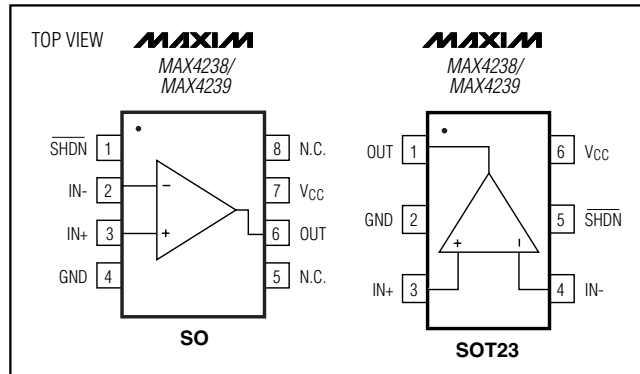 TOP VIEW
MAXIM
MAX4238/
MAX4239
SHDN 1
IN- 2
IN+ 3
GND 4
8 N.C.
7 VCC
6 OUT
5 N.C.
− +
SO
MAXIM
MAX4238/
MAX4239
OUT 1
GND 2
IN+ 3
6 VCC
5 SHDN
4 IN-
+ −
SOT23